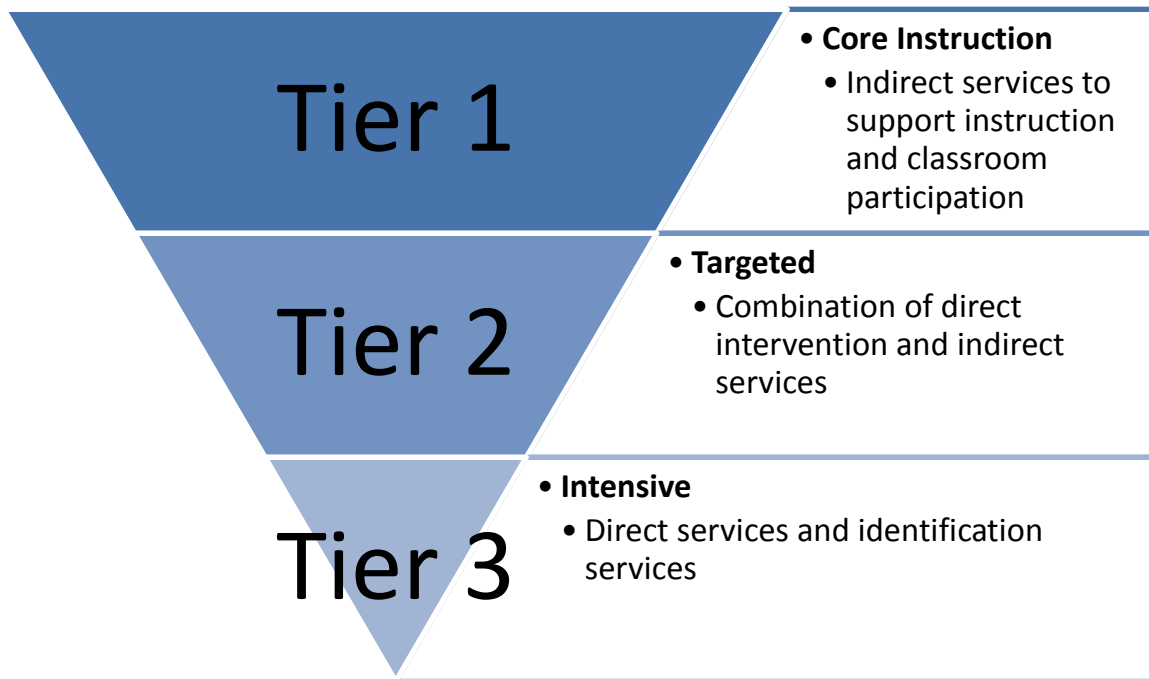 Tier 1
• Core Instruction
• Indirect services to
support instruction
and classroom
participation
Tier 2
• Targeted
• Combination of direct
intervention and indirect
services
Tier 3
• Intensive
• Direct services and identification
services